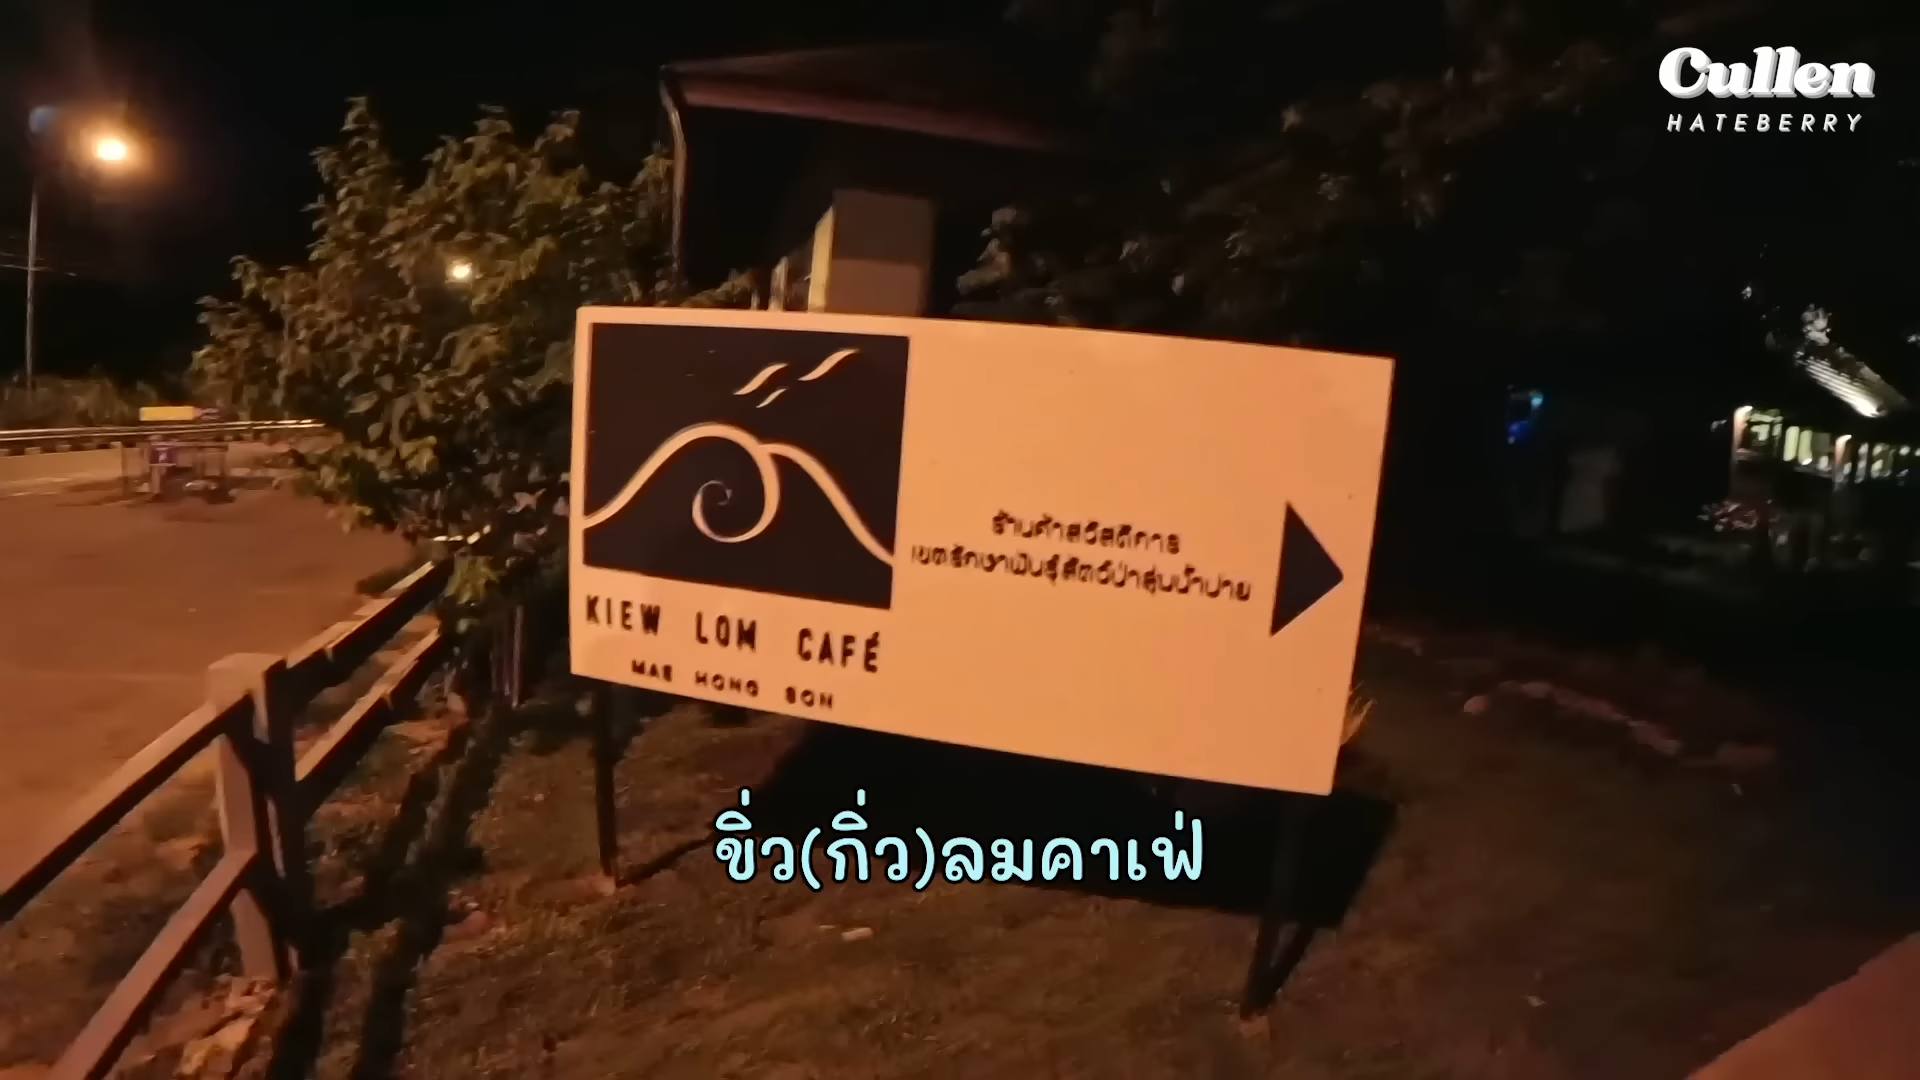 Cullen
HATEBERRY
KIEW LOM CAFÉ
MAE HONG SON
ร้านค้าสวัสดิการ
เขตรักษาพันธุ์สัตว์ป่าลุ่มน้ำปาย
ขิ่ว(กิ่ว)ลมคาเฟ่